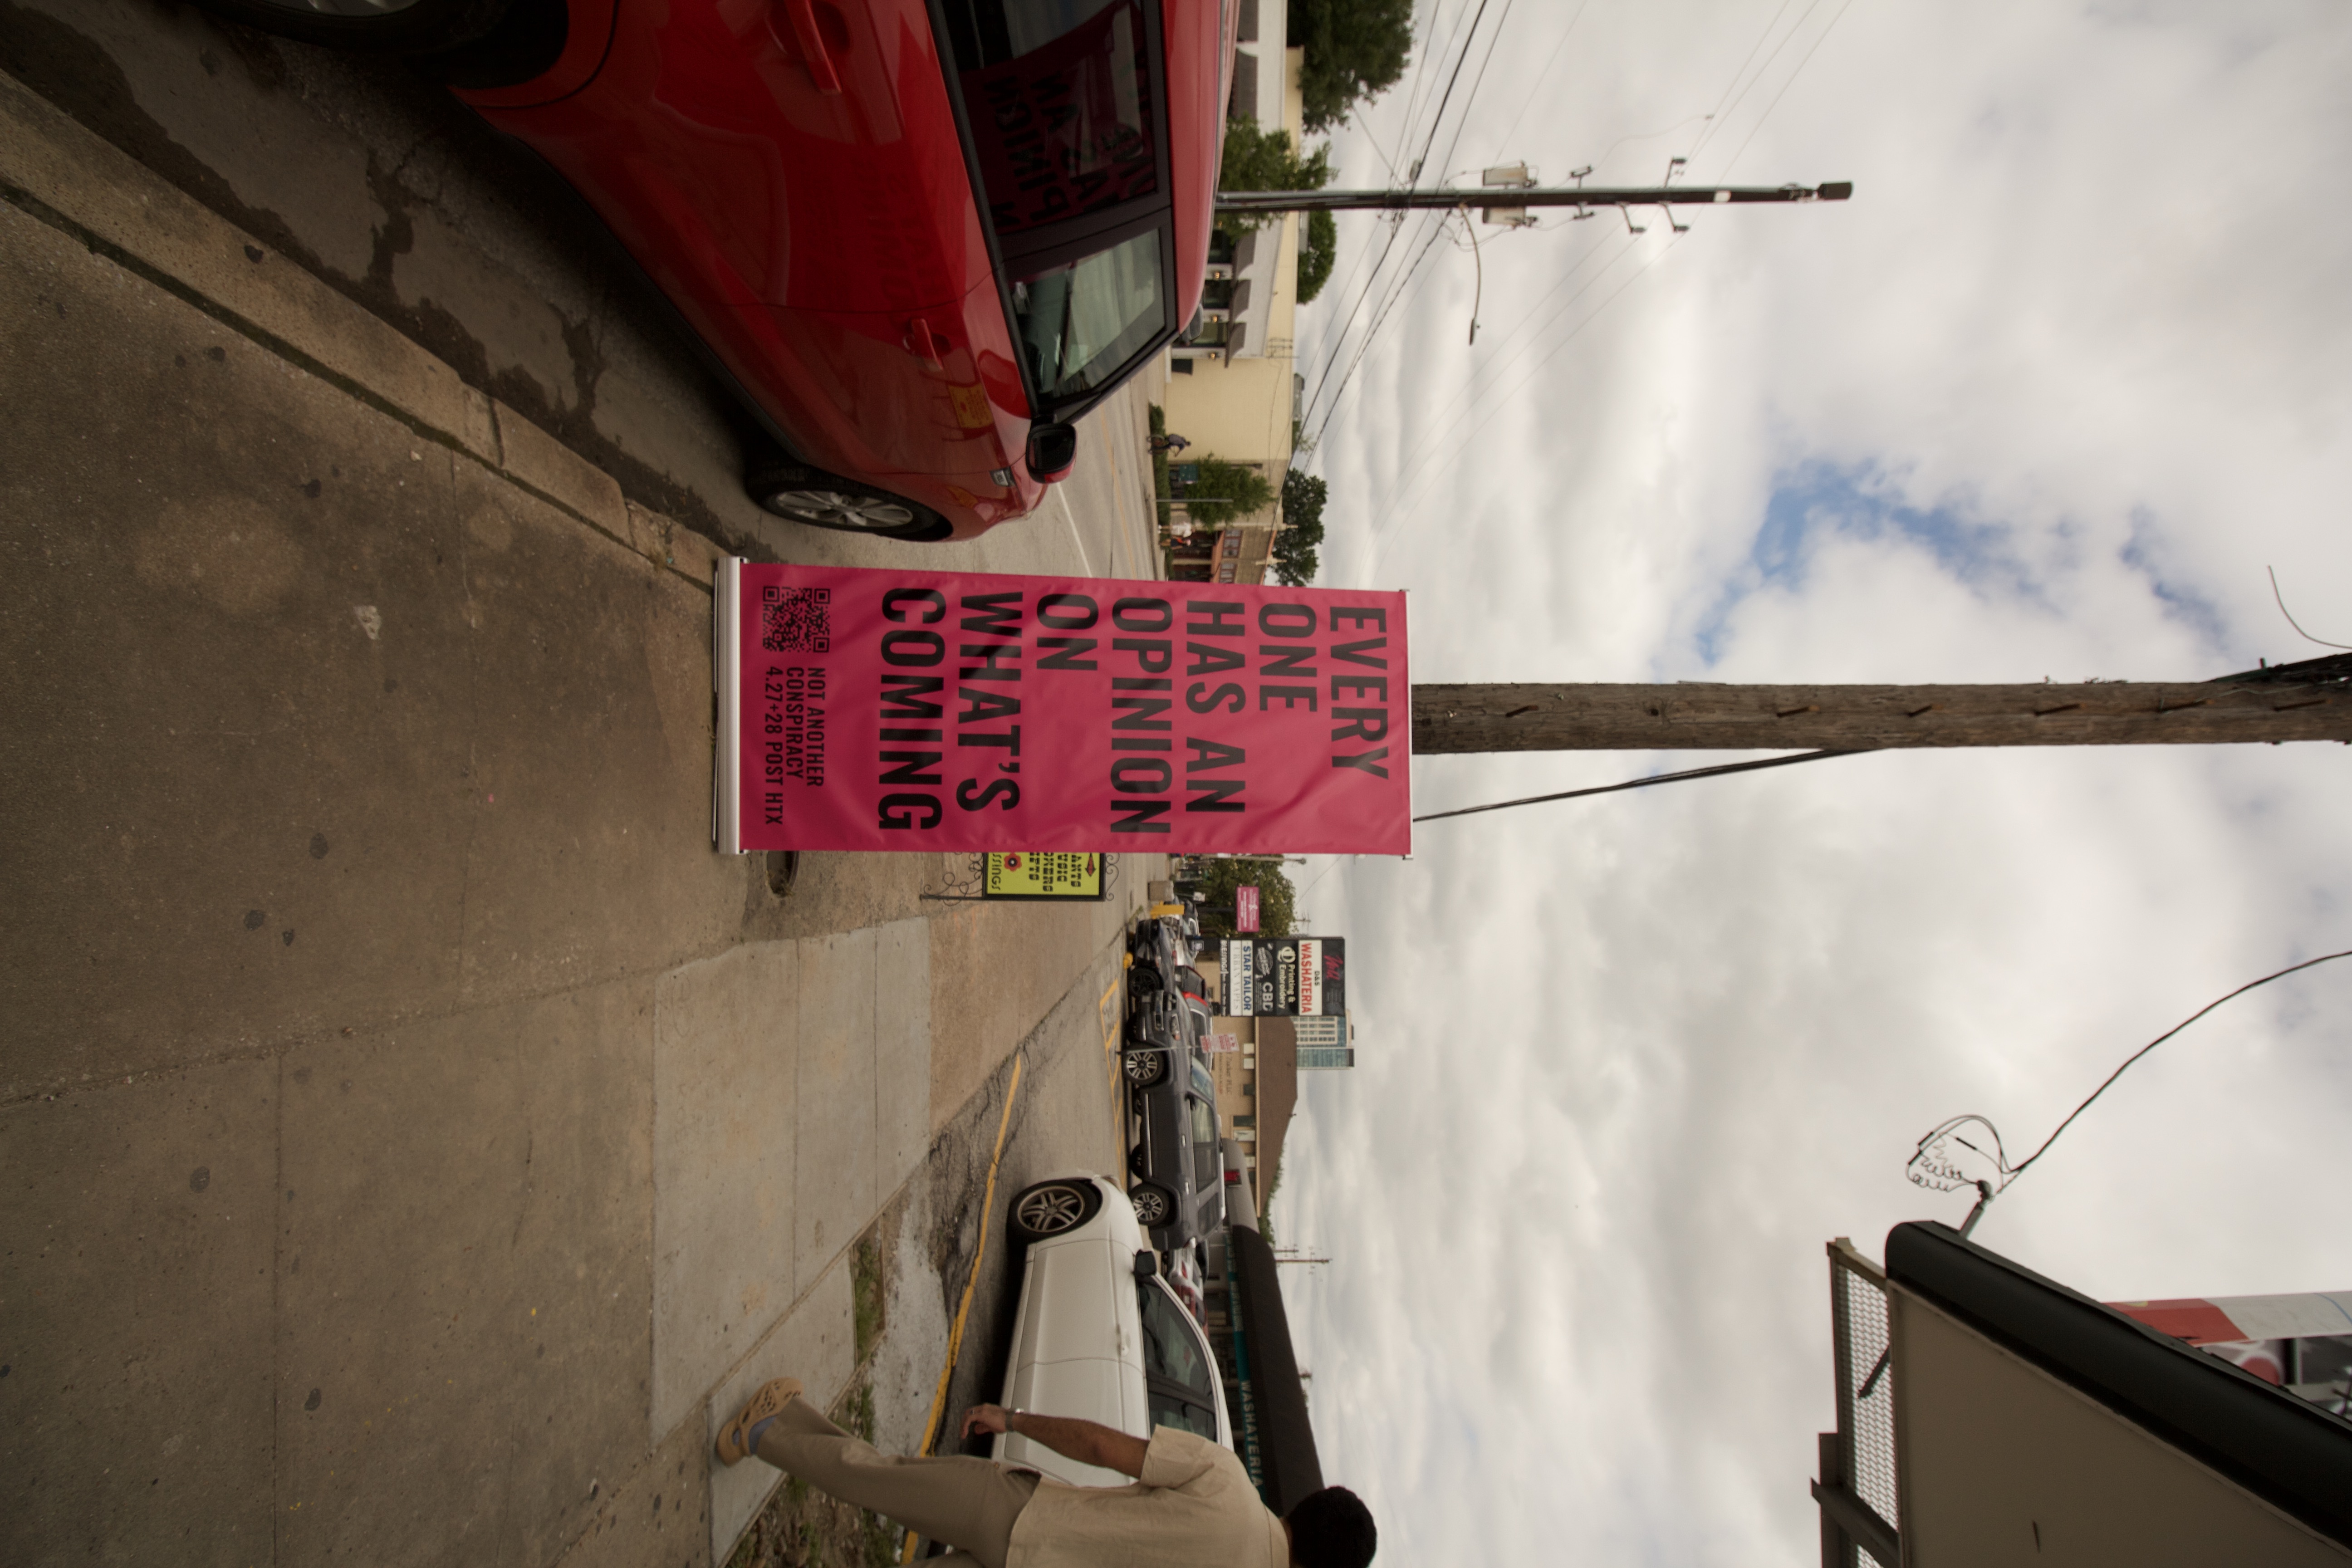 EVERY
ONE
HAS AN
OPINION
ON
WHAT'S
COMING
NOT ANOTHER
CONSPIRACY
4.27+28 POST HTX
D&S
WASHATERIA
Printing &
Embroidery
CBD
STAR TAILOR
URBAN VAPES
WASHATERIA